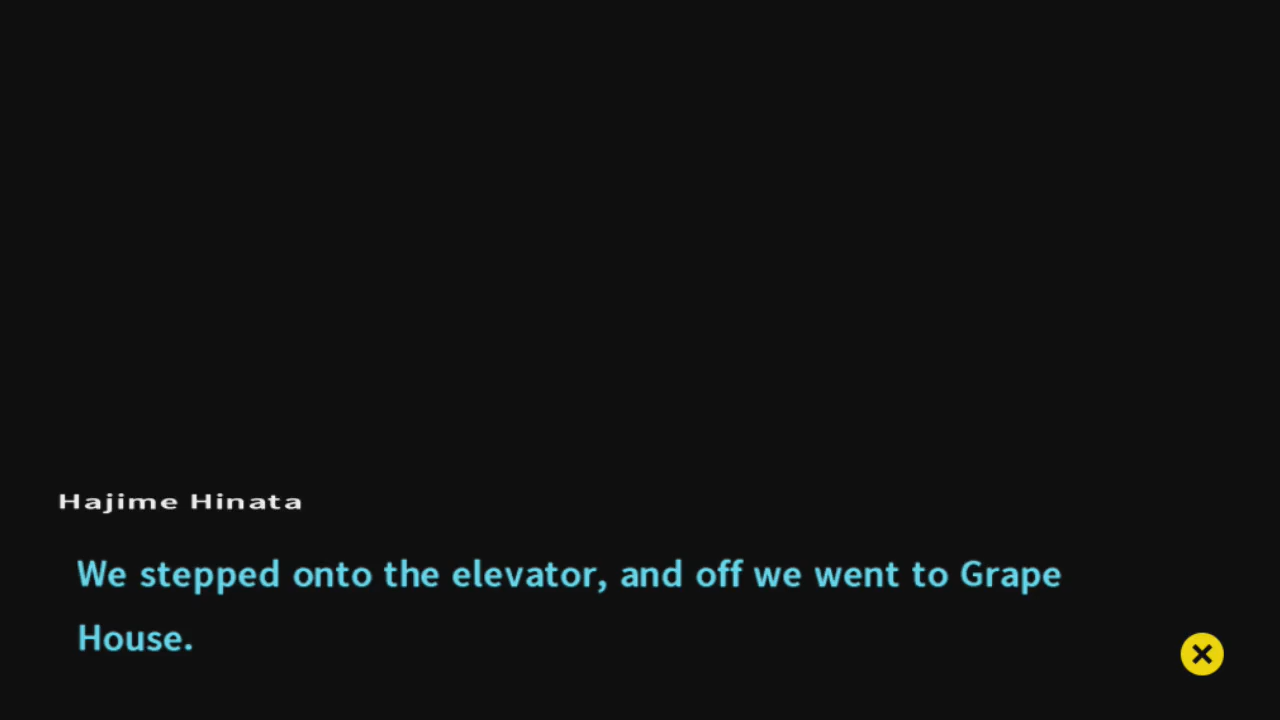 Hajime Hinata
We stepped onto the elevator, and off we went to Grape
House.